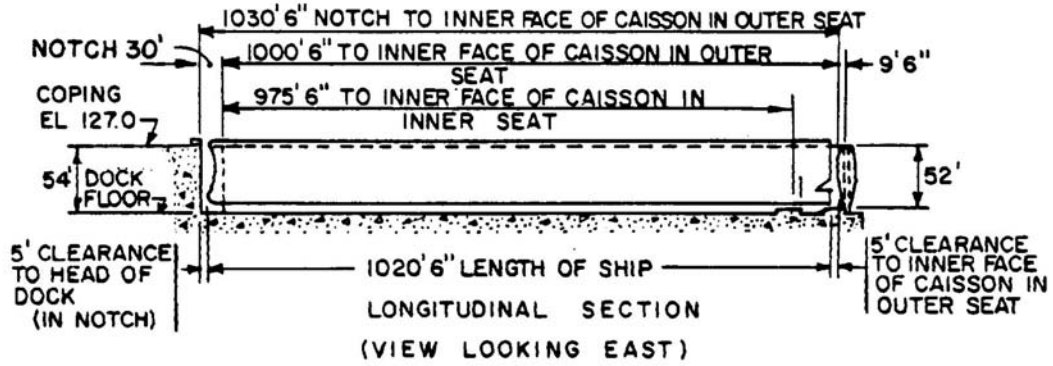 1030'6" NOTCH TO INNER FACE OF CAISSON IN OUTER SEAT
NOTCH 30'
1000'6" TO INNER FACE OF CAISSON IN OUTER
SEAT
9'6"
COPING
EL 127.0
975'6" TO INNER FACE OF CAISSON IN
INNER SEAT
54'
DOCK
FLOOR
52'
5' CLEARANCE
TO HEAD OF
DOCK
(IN NOTCH)
1020'6" LENGTH OF SHIP
5' CLEARANCE
TO INNER FACE
OF CAISSON IN
OUTER SEAT
LONGITUDINAL SECTION
(VIEW LOOKING EAST)